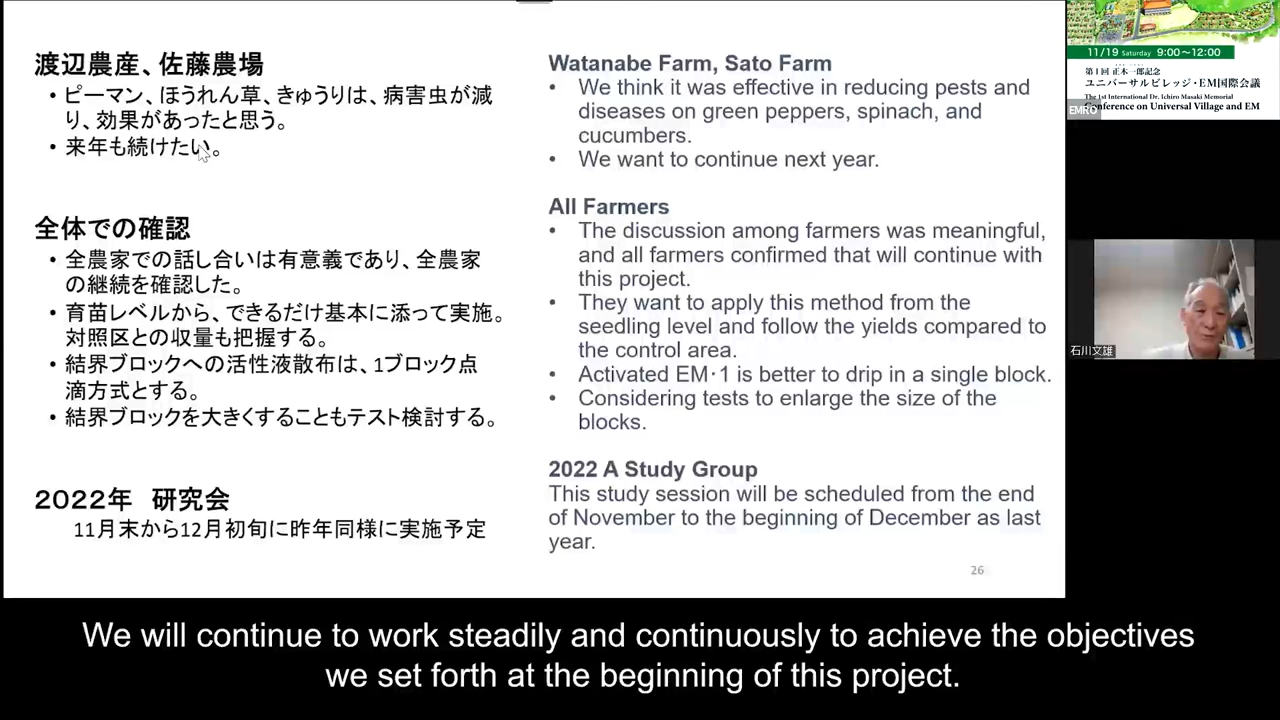 渡辺農産、佐藤農場
• ピーマン、ほうれん草、きゅうりは、病害虫が減
り、効果があったと思う。
• 来年も続けたい。
全体での確認
• 全農家での話し合いは有意義であり、全農家
の継続を確認した。
• 育苗レベルから、できるだけ基本に添って実施。
対照区との収量も把握する。
• 結界ブロックへの活性液散布は、1ブロック点
滴方式とする。
• 結界ブロックを大きくすることもテスト検討する。
2022年 研究会
11月末から12月初旬に昨年同様に実施予定
Watanabe Farm, Sato Farm
• We think it was effective in reducing pests and
diseases on green peppers, spinach, and
cucumbers.
• We want to continue next year.
All Farmers
• The discussion among farmers was meaningful,
and all farmers confirmed that will continue with
this project.
• They want to apply this method from the
seedling level and follow the yields compared to
the control area.
• Activated EM·1 is better to drip in a single block.
• Considering tests to enlarge the size of the
blocks.
2022 A Study Group
This study session will be scheduled from the end
of November to the beginning of December as last
year.
26
11/19 Saturday 9:00～12:00
第1回 正木一郎記念
ユニバーサルビレッジ・EM国際会議
The 1st International Dr. Ichiro Masaki Memorial
Conference on Universal Village and EM
EMRO
石川文雄
We will continue to work steadily and continuously to achieve the objectives
we set forth at the beginning of this project.